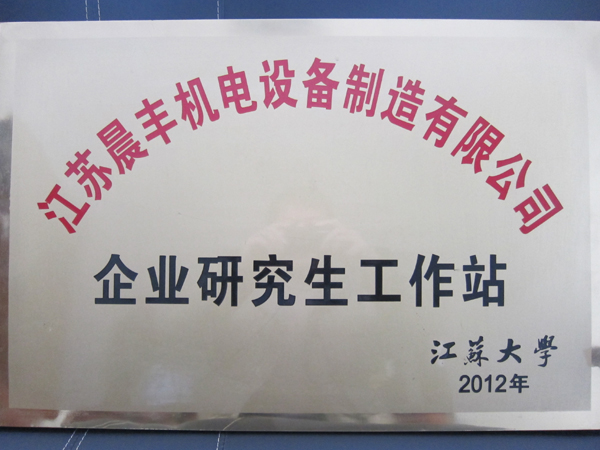 江苏晨丰机电设备制造有限公司
企业研究生工作站
江蘇大學
2012年